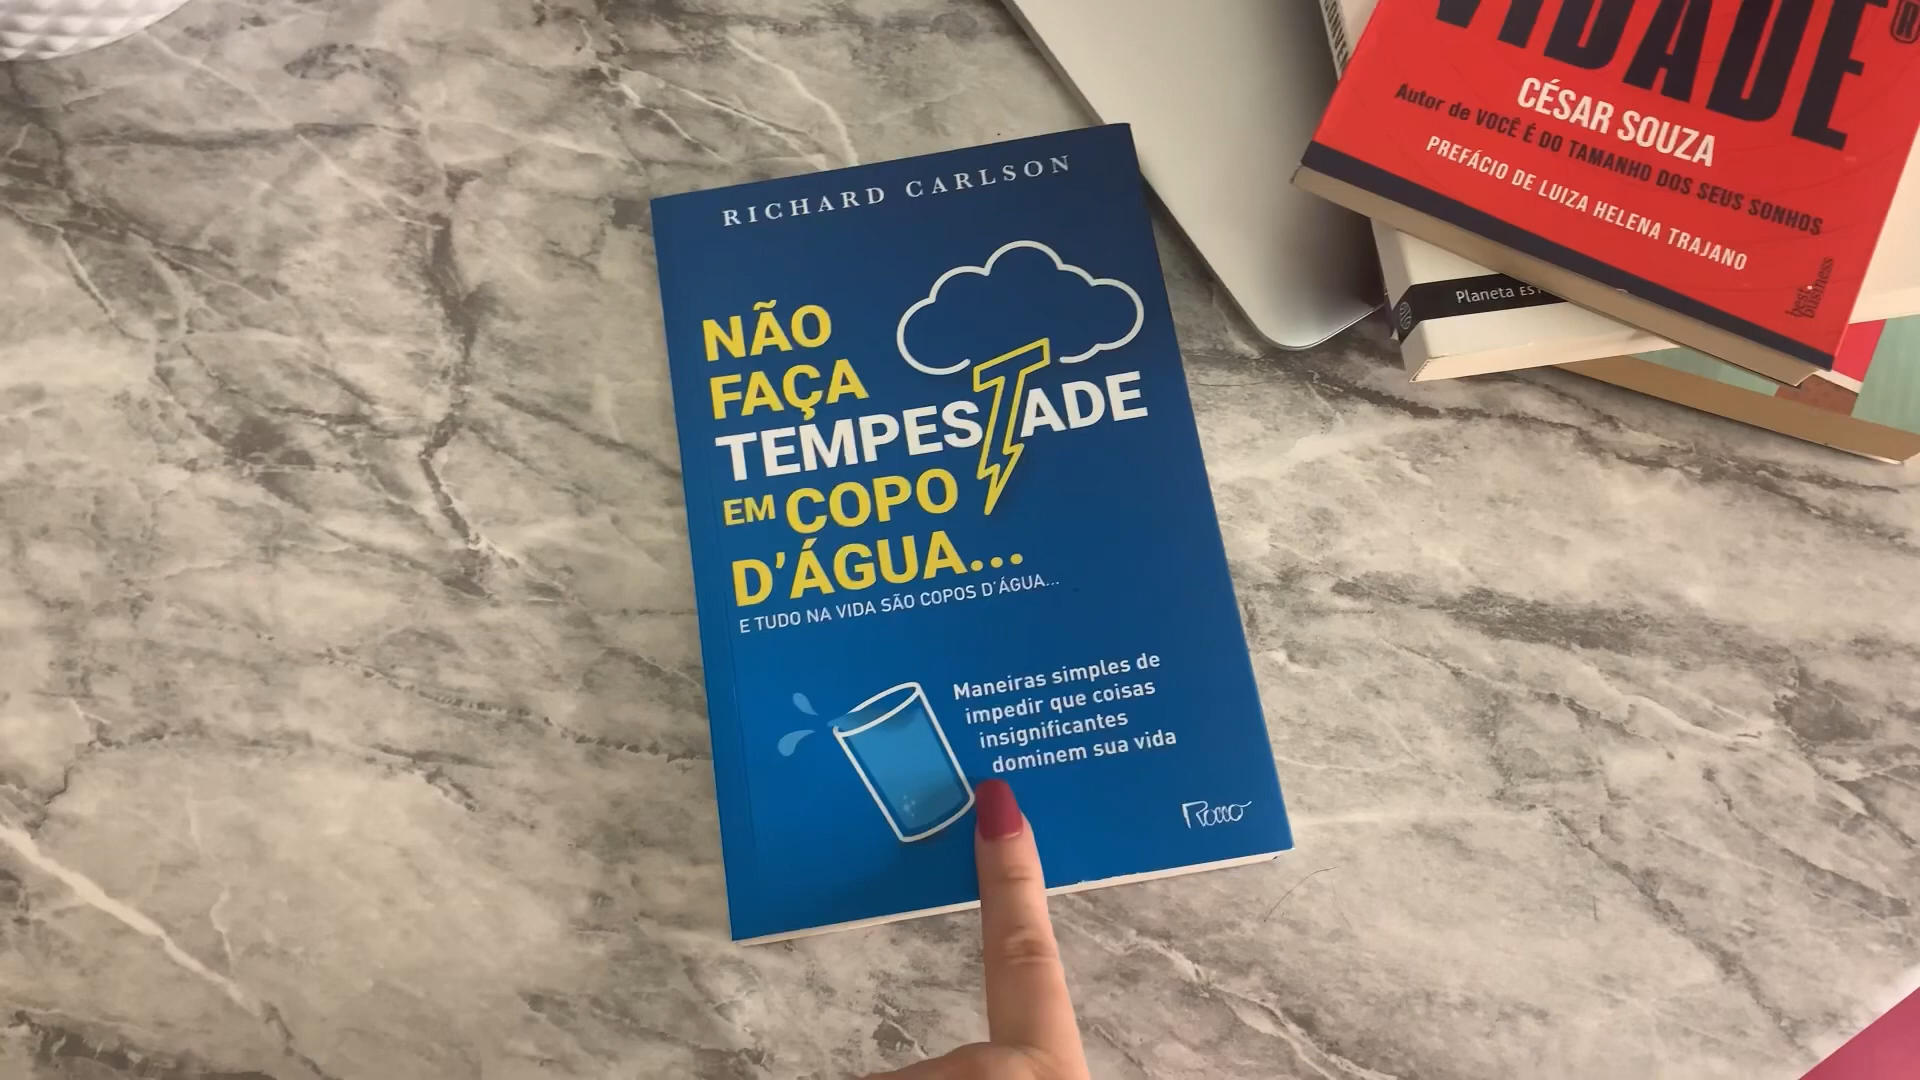 RICHARD CARLSON
NÃO
FAÇA
TEMPESTADE
EM COPO
D'ÁGUA...
E TUDO NA VIDA SÃO COPOS D'ÁGUA...
Maneiras simples de
impedir que coisas
insignificantes
dominem sua vida
Rocco
VIDADE®
CÉSAR SOUZA
Autor de VOCÊ É DO TAMANHO DOS SEUS SONHOS
PREFÁCIO DE LUIZA HELENA TRAJANO
best.
business
Planeta